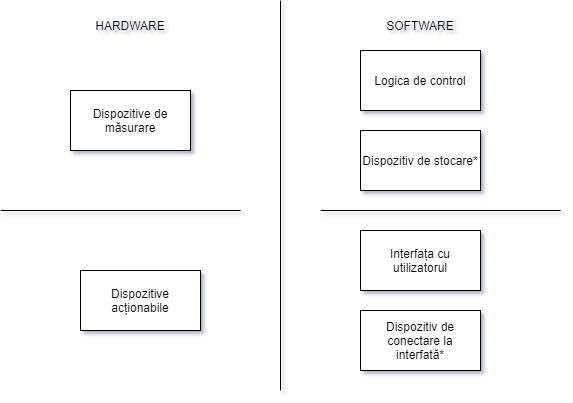 HARDWARE
SOFTWARE
Dispozitive de
măsurare
Logica de control
Dispozitiv de stocare*
Dispozitive
acționabile
Interfața cu
utilizatorul
Dispozitiv de
conectare la
interfată*